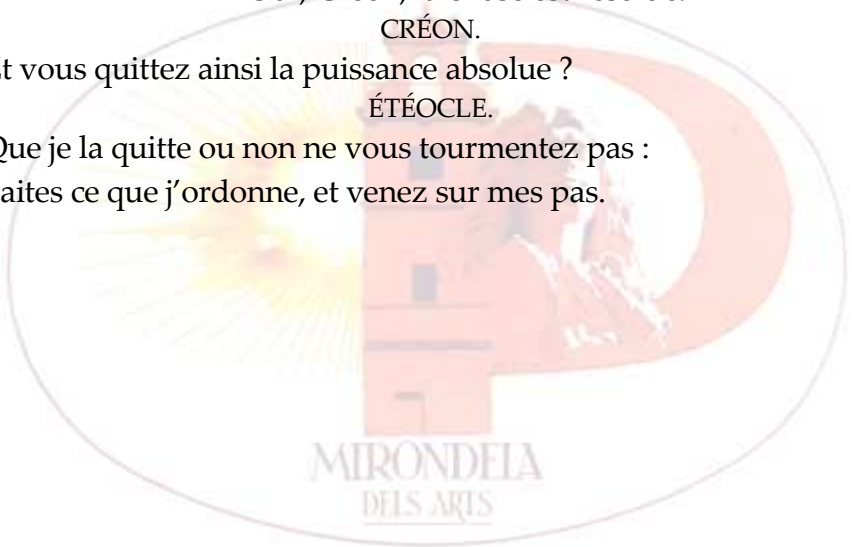 CRÉON.
t vous quittez ainsi la puissance absolue ?
ÉTÉOCLE.
Que je la quitte ou non ne vous tourmentez pas :
aites ce que j’ordonne, et venez sur mes pas.
MIRONDELA
DELS ARTS